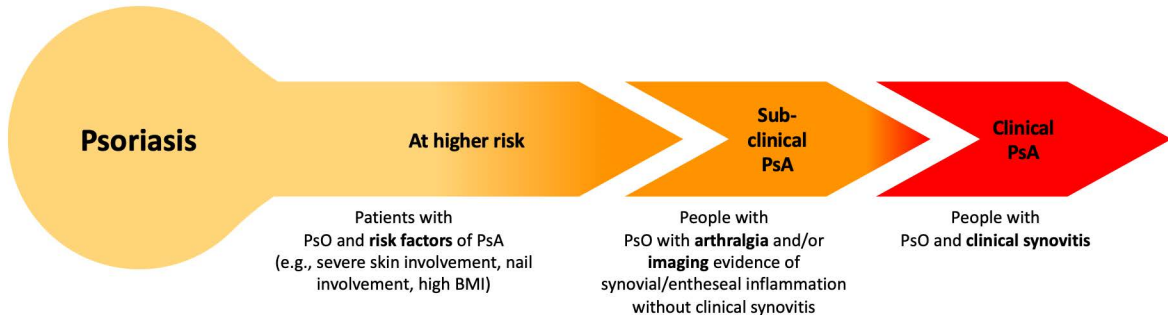 Psoriasis
At higher risk
Sub-
clinical
PsA
Clinical
PsA
Patients with
PsO and risk factors of PsA
(e.g., severe skin involvement, nail
involvement, high BMI)
People with
PsO with arthralgia and/or
imaging evidence of
synovial/entheseal inflammation
without clinical synovitis
People with
PsO and clinical synovitis